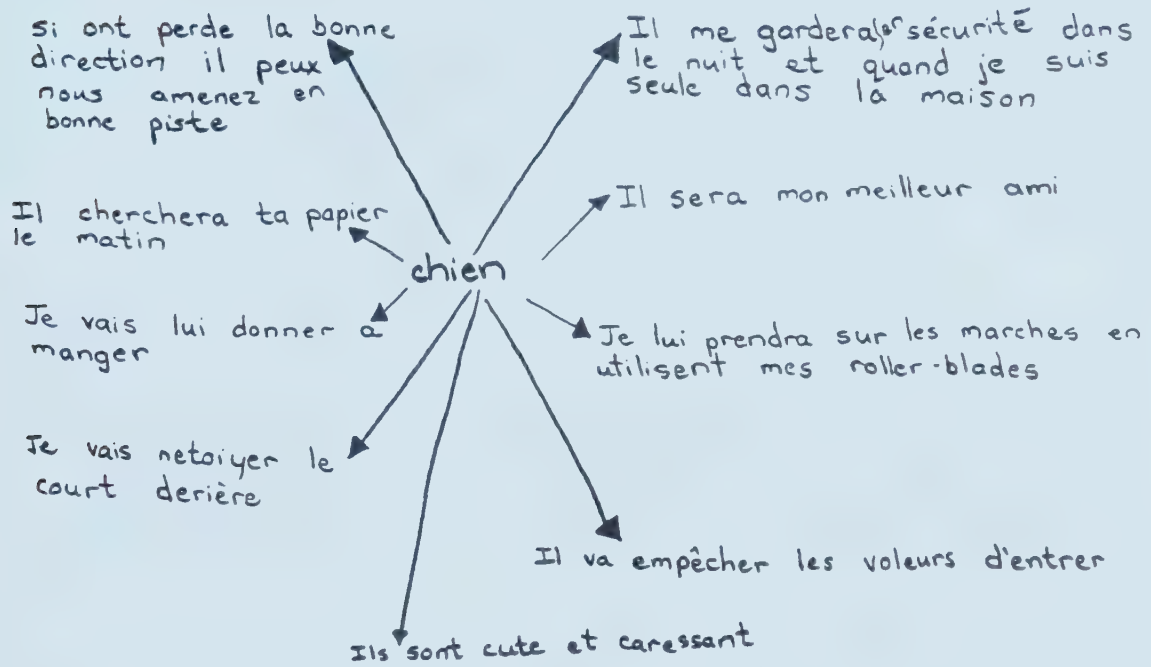 si ont perde la bonne
direction il peux
nous amenez en
bonne piste
Il me gardera
sécurité dans
le nuit et quand je suis
seule dans la maison
Il cherchera ta papier
le matin
Il sera mon meilleur ami
chien
Je vais lui donner a
manger
Je lui prendra sur les marches en
utilisent mes roller-blades
Je vais netoiyer le
court derière
Il va empêcher les voleurs d'entrer
Ils sont cute et caressant